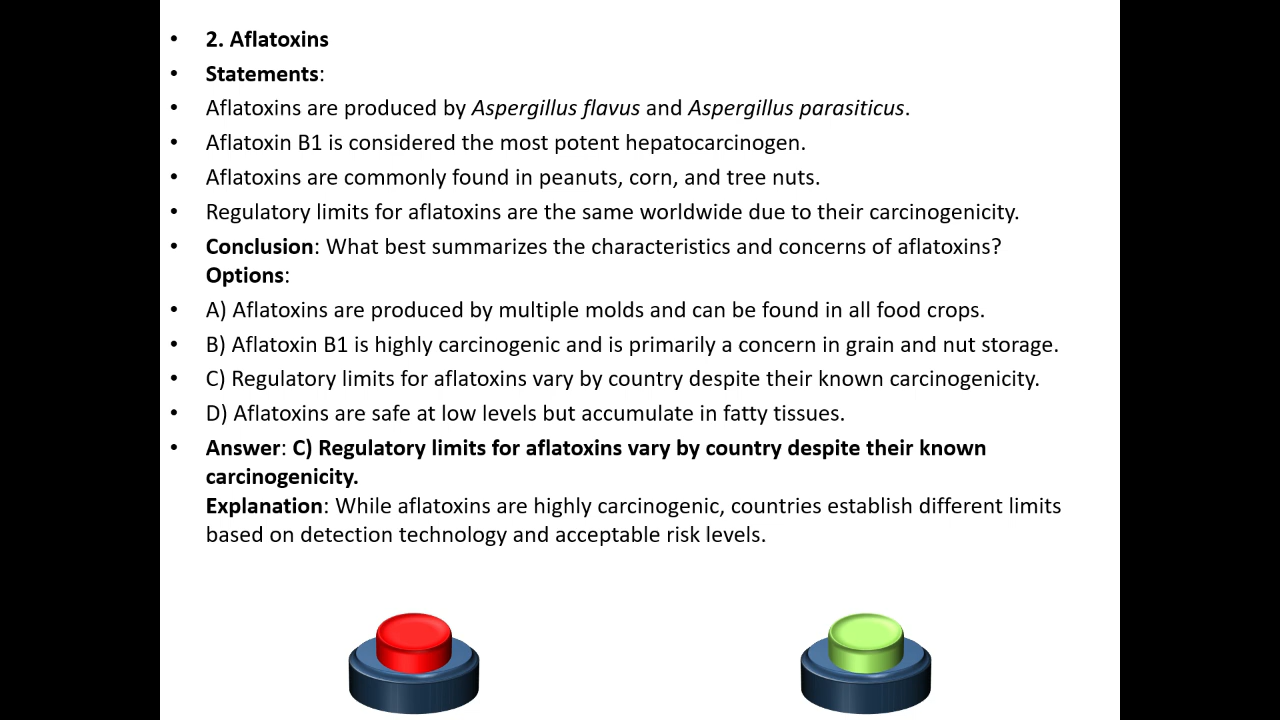 • 2. Aflatoxins
• Statements:
• Aflatoxins are produced by Aspergillus flavus and Aspergillus parasiticus.
• Aflatoxin B1 is considered the most potent hepatocarcinogen.
• Aflatoxins are commonly found in peanuts, corn, and tree nuts.
• Regulatory limits for aflatoxins are the same worldwide due to their carcinogenicity.
• Conclusion: What best summarizes the characteristics and concerns of aflatoxins?
Options:
• A) Aflatoxins are produced by multiple molds and can be found in all food crops.
• B) Aflatoxin B1 is highly carcinogenic and is primarily a concern in grain and nut storage.
• C) Regulatory limits for aflatoxins vary by country despite their known carcinogenicity.
• D) Aflatoxins are safe at low levels but accumulate in fatty tissues.
• Answer: C) Regulatory limits for aflatoxins vary by country despite their known
carcinogenicity.
Explanation: While aflatoxins are highly carcinogenic, countries establish different limits
based on detection technology and acceptable risk levels.